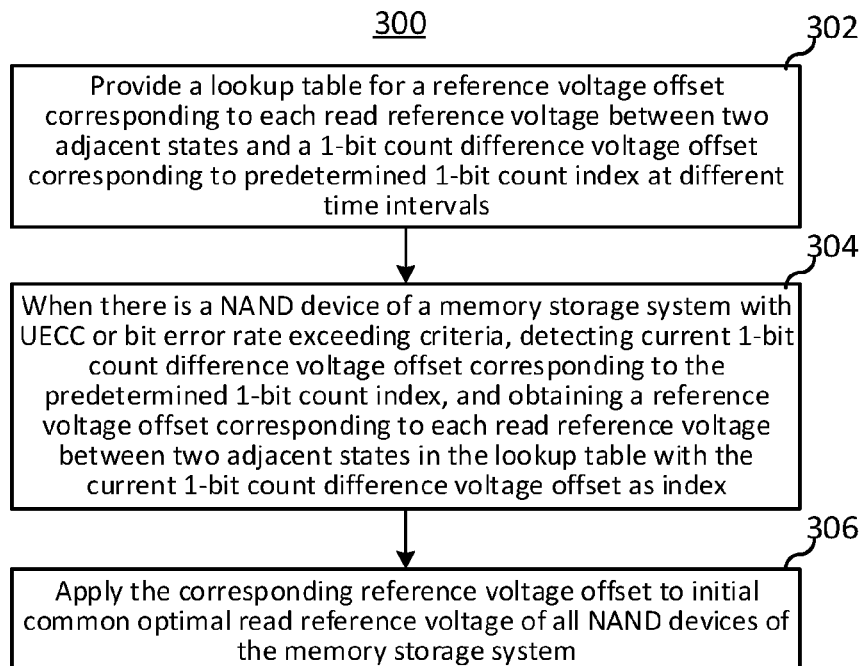 300
302
Provide a lookup table for a reference voltage offset
corresponding to each read reference voltage between two
adjacent states and a 1-bit count difference voltage offset
corresponding to predetermined 1-bit count index at different
time intervals
304
When there is a NAND device of a memory storage system with
UECC or bit error rate exceeding criteria, detecting current 1-bit
count difference voltage offset corresponding to the
predetermined 1-bit count index, and obtaining a reference
voltage offset corresponding to each read reference voltage
between two adjacent states in the lookup table with the
current 1-bit count difference voltage offset as index
306
Apply the corresponding reference voltage offset to initial
common optimal read reference voltage of all NAND devices of
the memory storage system